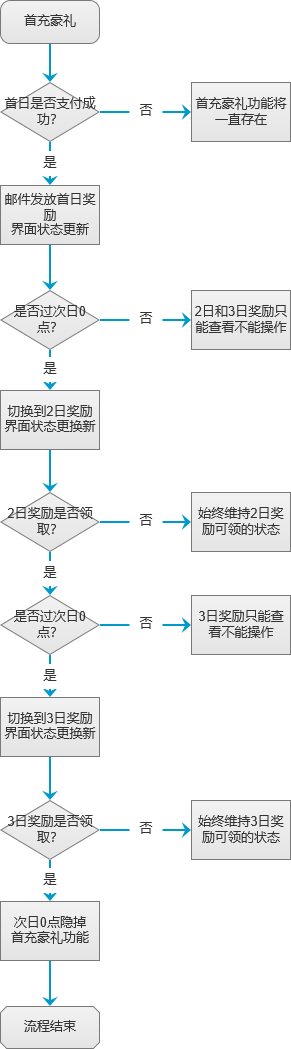 首充豪礼
首日是否支付成
功?
否
首充豪礼功能将
一直存在
是
邮件发放首日奖
励
界面状态更新
是否过次日0
点?
否
2日和3日奖励只
能查看不能操作
是
切换到2日奖励
界面状态更换新
2日奖励是否领
取?
否
始终维持2日奖
励可领的状态
是
是否过次日0
点?
否
3日奖励只能查
看不能操作
是
切换到3日奖励
界面状态更换新
3日奖励是否领
取?
否
始终维持3日奖
励可领的状态
是
次日0点隐掉
首充豪礼功能
流程结束